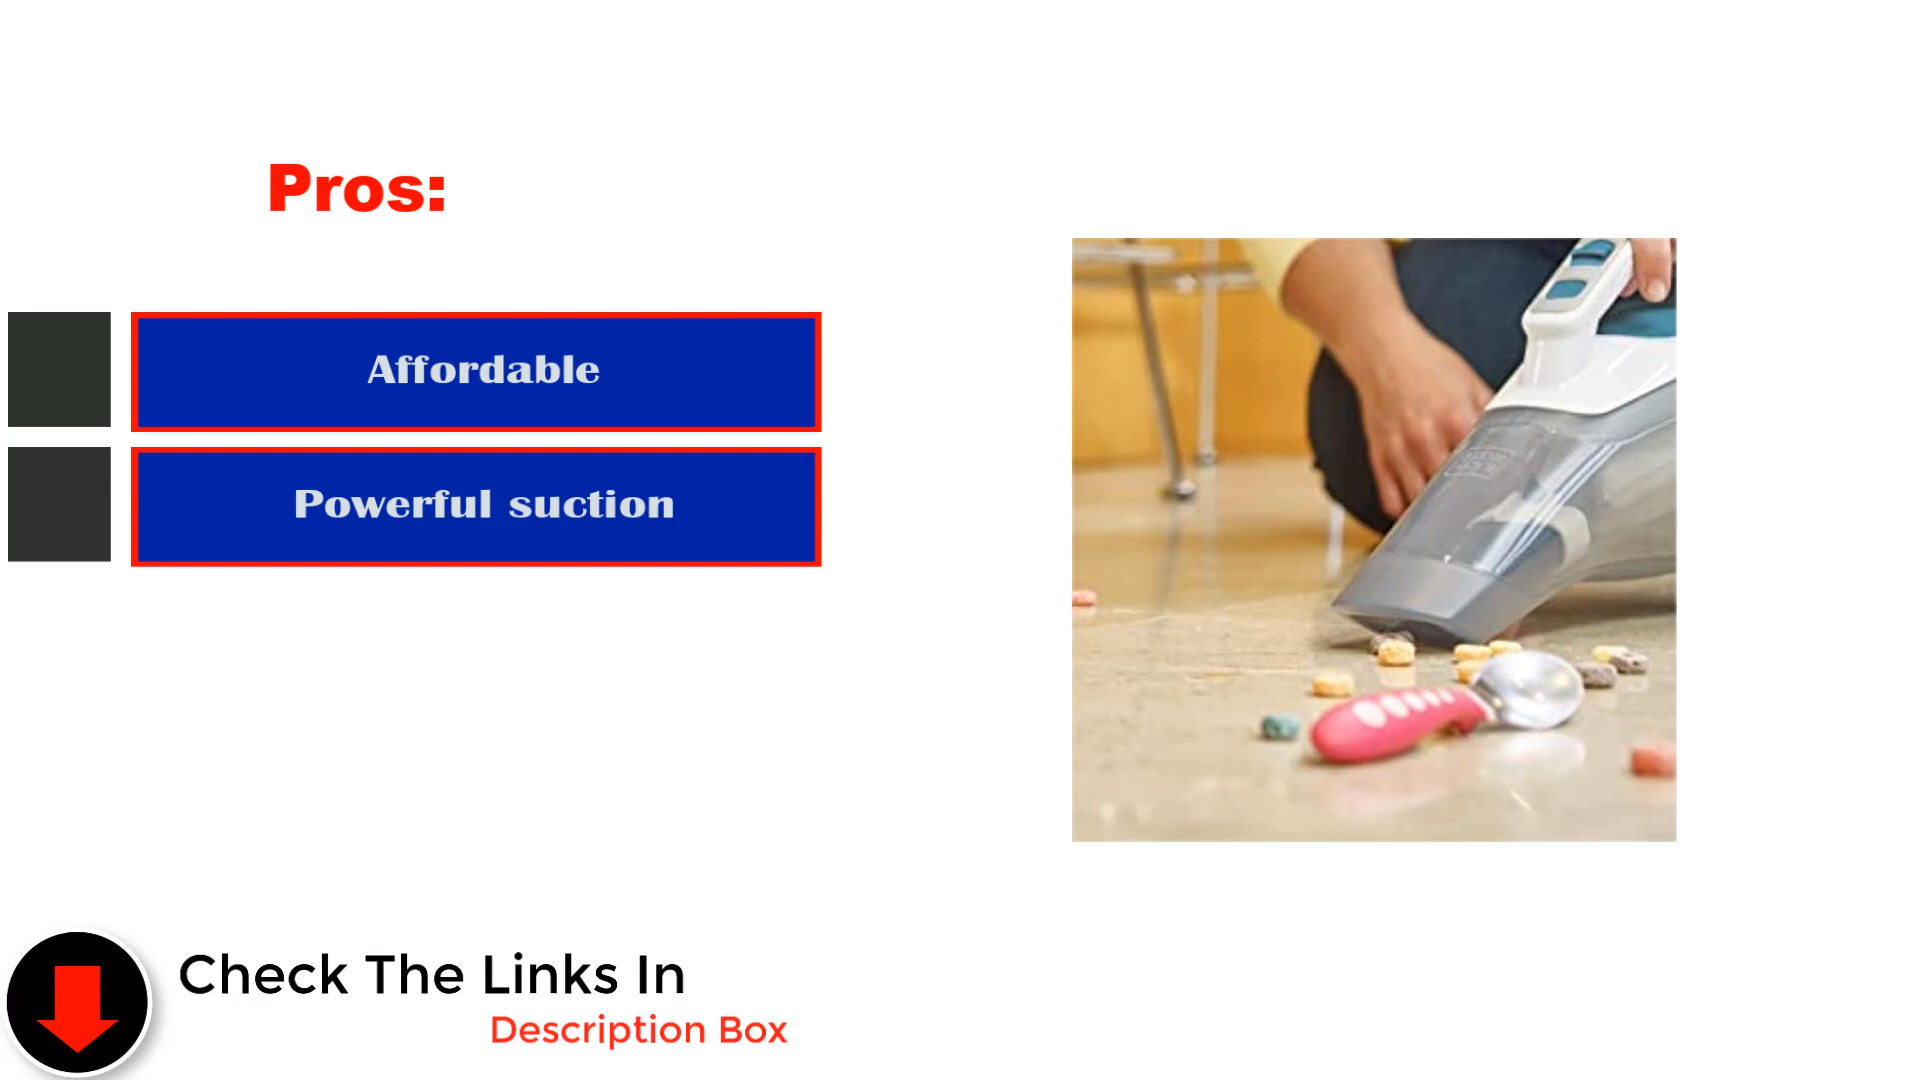 Pros:
Affordable
Powerful suction
Check The Links In
Description Box